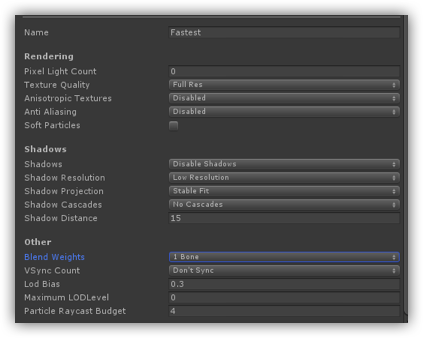 Name Fastest
Rendering
Pixel Light Count 0
Texture Quality Full Res
Anisotropic Textures Disabled
Anti Aliasing Disabled
Soft Particles
Shadows
Shadows Disable Shadows
Shadow Resolution Low Resolution
Shadow Projection Stable Fit
Shadow Cascades No Cascades
Shadow Distance 15
Other
Blend Weights 1 Bone
VSync Count Don't Sync
Lod Bias 0.3
Maximum LODLevel 0
Particle Raycast Budget 4